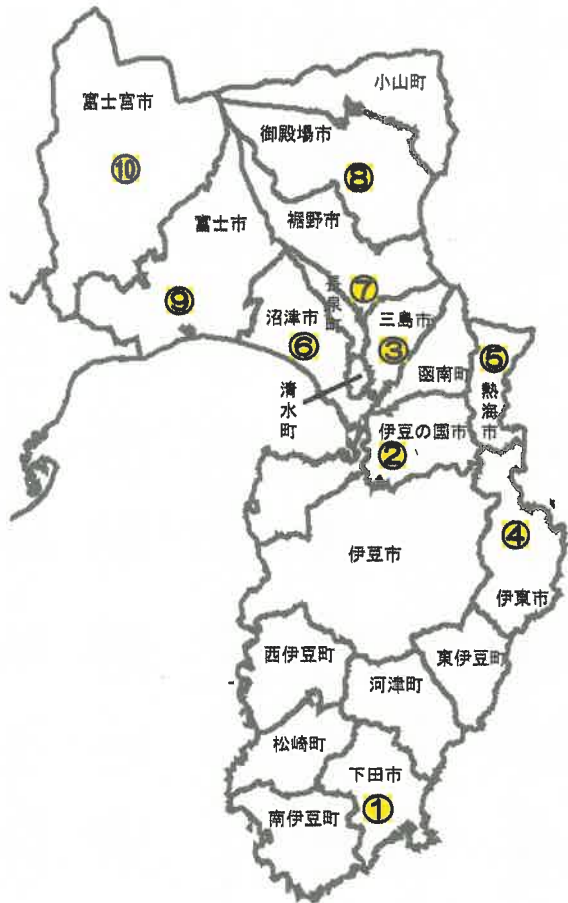 小山町
富士宮市
御殿場市
⑩
⑧
富士市
裾野市
長泉町
⑦
⑨
沼津市
三島市
⑥
③
函南町
⑤
熱海市
清水町
伊豆の国市
②
④
伊豆市
伊東市
西伊豆町
東伊豆町
河津町
松崎町
下田市
①
南伊豆町